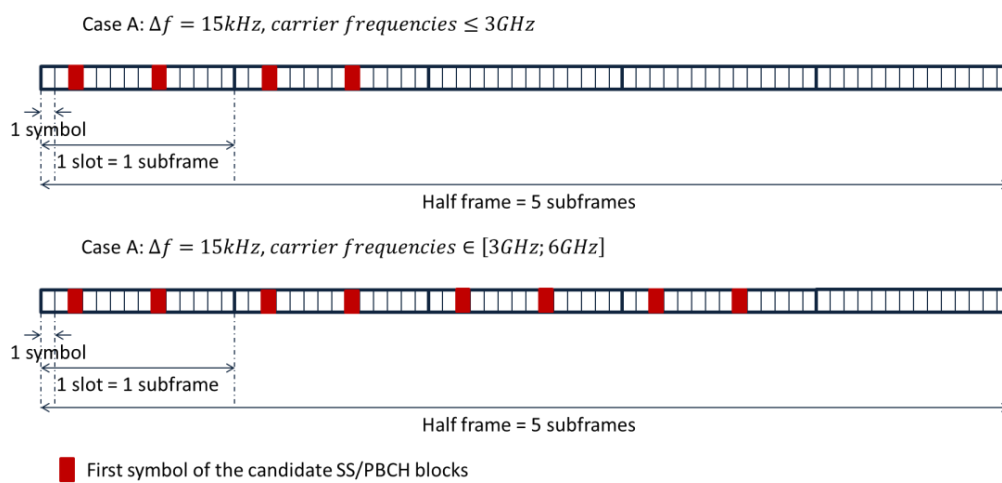 Case A: Δf = 15kHz, carrier frequencies ≤ 3GHz
1 symbol
1 slot = 1 subframe
Half frame = 5 subframes
Case A: Δf = 15kHz, carrier frequencies ∈ [3GHz; 6GHz]
1 symbol
1 slot = 1 subframe
Half frame = 5 subframes
First symbol of the candidate SS/PBCH blocks